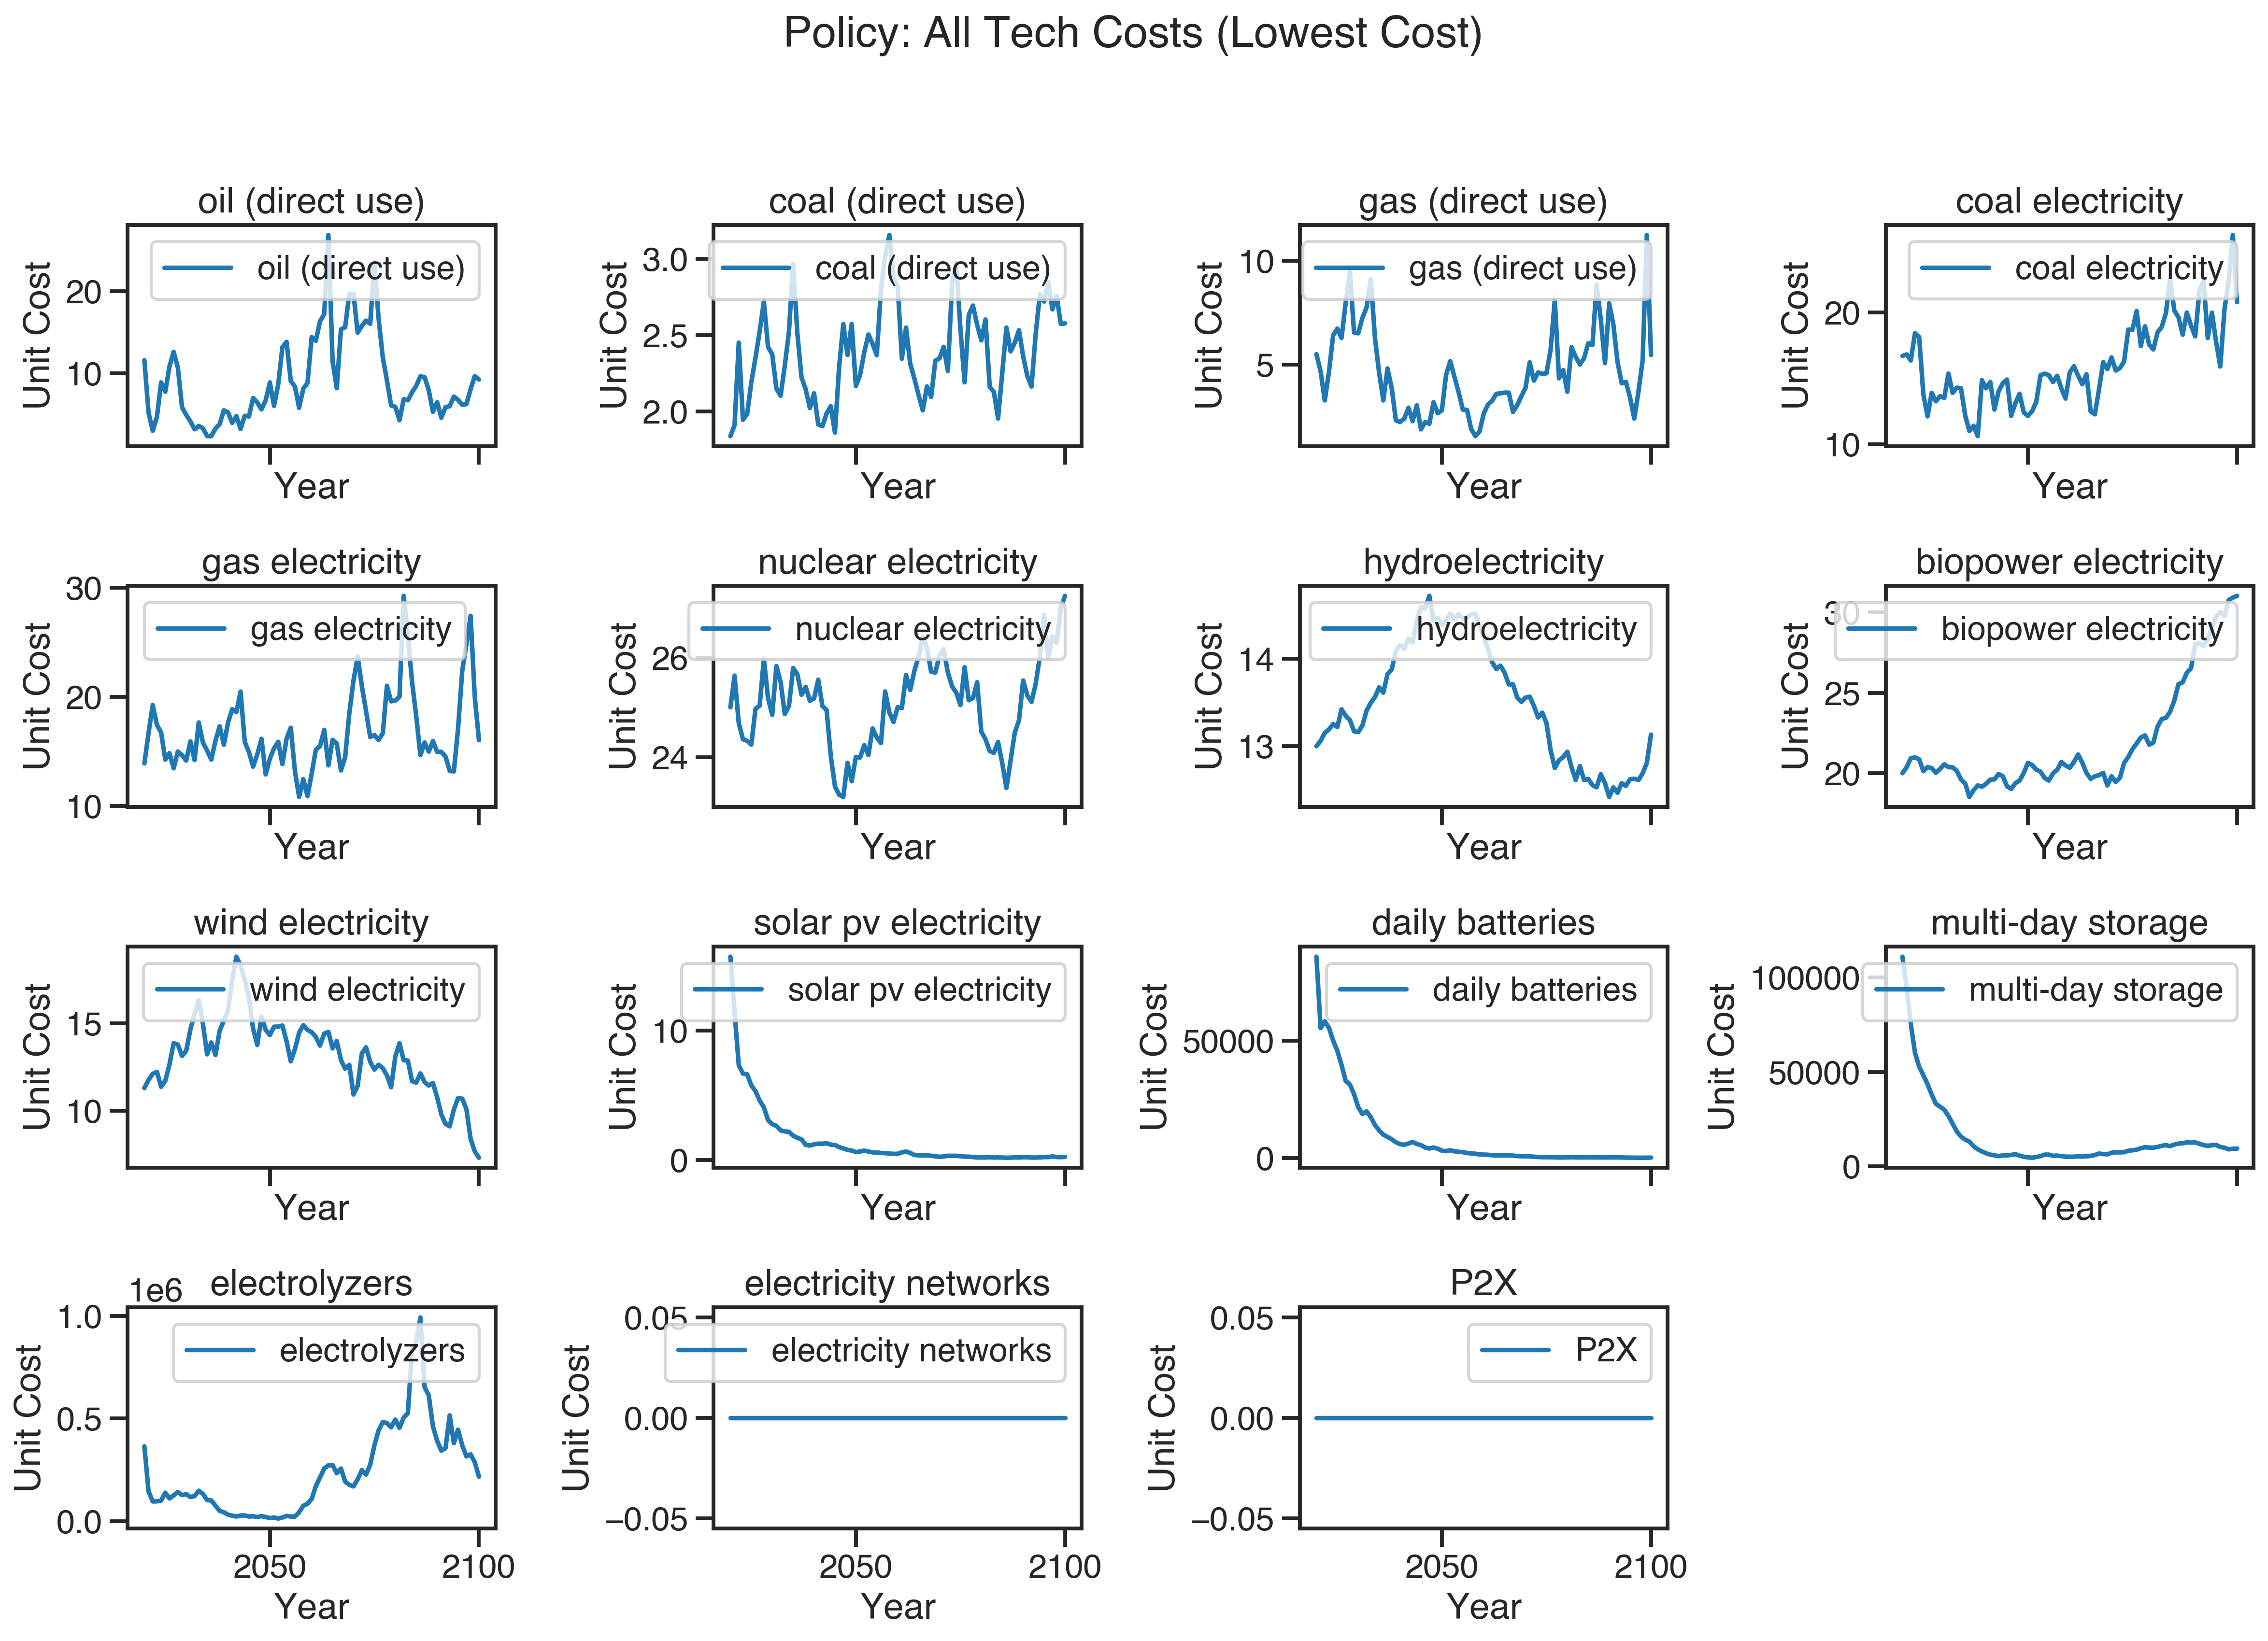 Policy: All Tech Costs (Lowest Cost)
oil (direct use)
coal (direct use)
gas (direct use)
coal electricity
Unit Cost
20
10
oil (direct use)
Year
Unit Cost
3.0
2.5
2.0
coal (direct use)
Year
Unit Cost
10
5
gas (direct use)
Year
Unit Cost
20
10
coal electricity
Year
gas electricity
nuclear electricity
hydroelectricity
biopower electricity
Unit Cost
30
20
10
gas electricity
Year
Unit Cost
26
24
nuclear electricity
Year
Unit Cost
14
13
hydroelectricity
Year
Unit Cost
30
25
20
biopower electricity
Year
wind electricity
solar pv electricity
daily batteries
multi-day storage
Unit Cost
15
10
wind electricity
Year
Unit Cost
10
0
solar pv electricity
Year
Unit Cost
50000
0
daily batteries
Year
Unit Cost
100000
50000
0
multi-day storage
Year
1e6
electrolyzers
electricity networks
P2X
Unit Cost
1.0
0.5
0.0
electrolyzers
2050
2100
Year
Unit Cost
0.05
0.00
−0.05
electricity networks
2050
2100
Year
Unit Cost
0.05
0.00
−0.05
P2X
2050
2100
Year